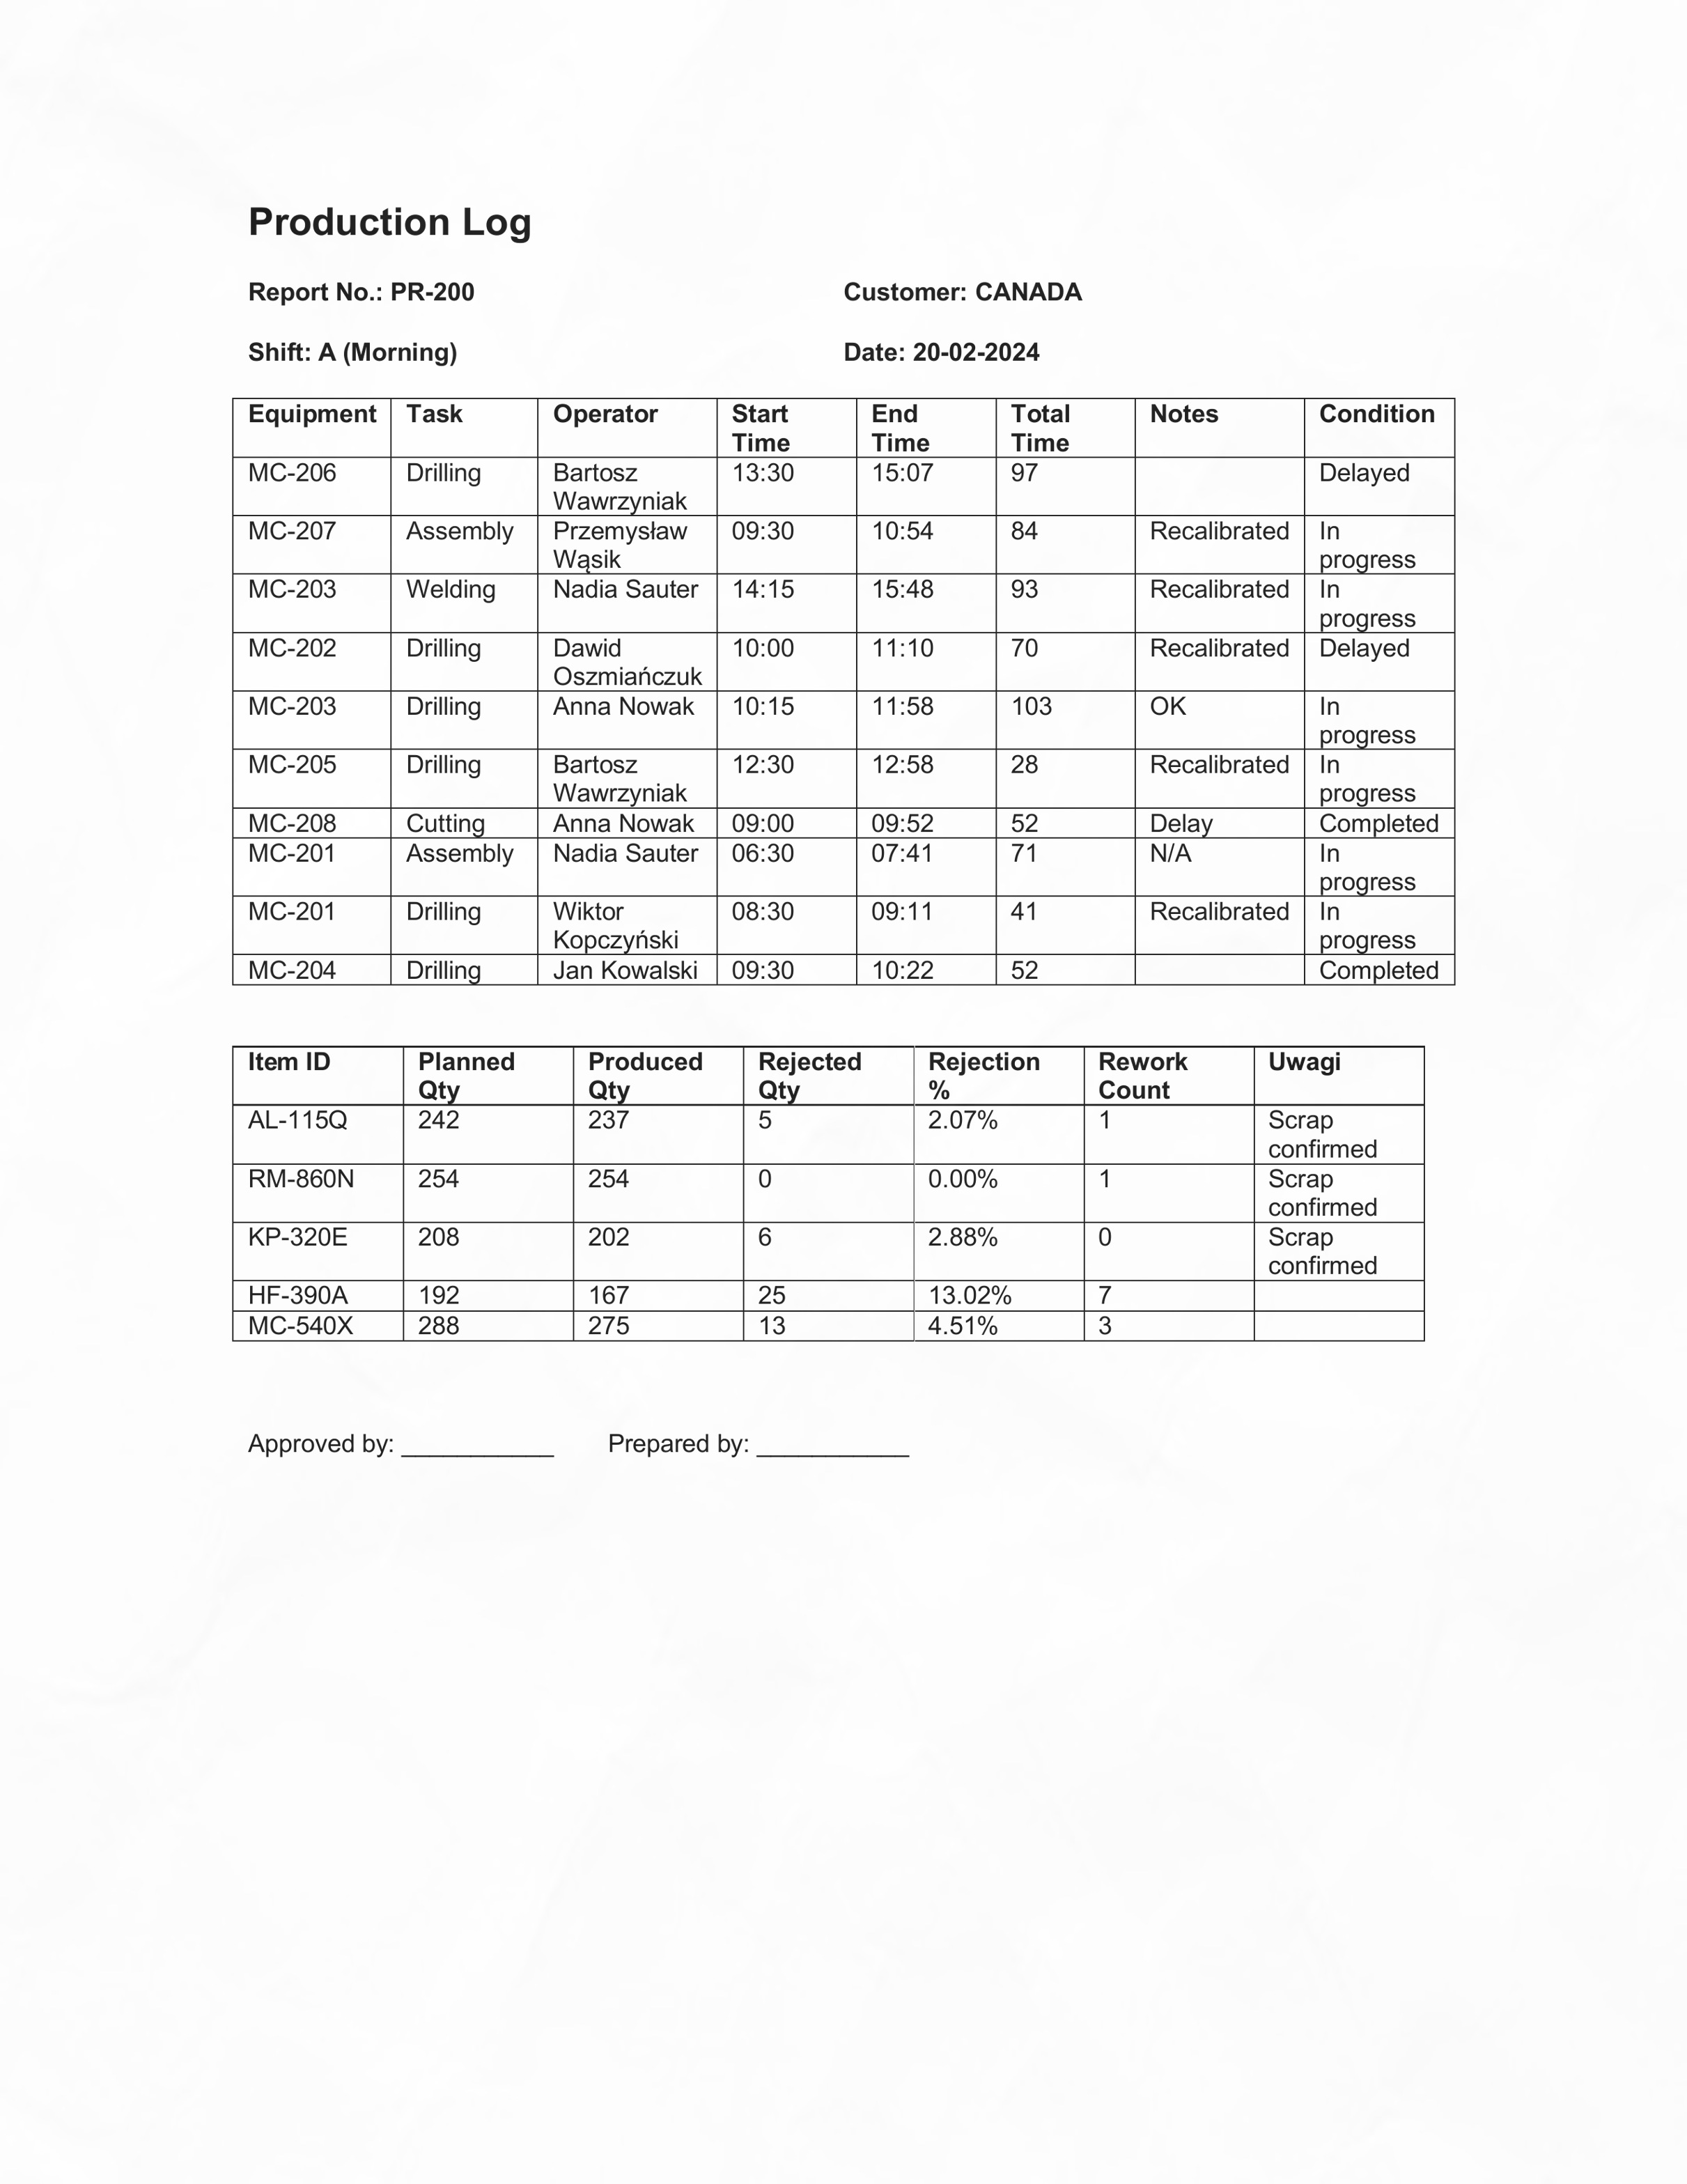 Production Log
Report No.: PR-200 Customer: CANADA
Shift: A (Morning) Date: 20-02-2024
Equipment Task Operator Start Time End Time Total Time Notes Condition
MC-206 Drilling Bartosz Wawrzyniak 13:30 15:07 97 Delayed
MC-207 Assembly Przemysław Wąsik 09:30 10:54 84 Recalibrated In progress
MC-203 Welding Nadia Sauter 14:15 15:48 93 Recalibrated In progress
MC-202 Drilling Dawid Oszmiańczuk 10:00 11:10 70 Recalibrated Delayed
MC-203 Drilling Anna Nowak 10:15 11:58 103 OK In progress
MC-205 Drilling Bartosz Wawrzyniak 12:30 12:58 28 Recalibrated In progress
MC-208 Cutting Anna Nowak 09:00 09:52 52 Delay Completed
MC-201 Assembly Nadia Sauter 06:30 07:41 71 N/A In progress
MC-201 Drilling Wiktor Kopczyński 08:30 09:11 41 Recalibrated In progress
MC-204 Drilling Jan Kowalski 09:30 10:22 52 Completed
Item ID Planned Qty Produced Qty Rejected Qty Rejection % Rework Count Uwagi
AL-115Q 242 237 5 2.07% 1 Scrap confirmed
RM-860N 254 254 0 0.00% 1 Scrap confirmed
KP-320E 208 202 6 2.88% 0 Scrap confirmed
HF-390A 192 167 25 13.02% 7
MC-540X 288 275 13 4.51% 3
Approved by: ___________ Prepared by: ___________